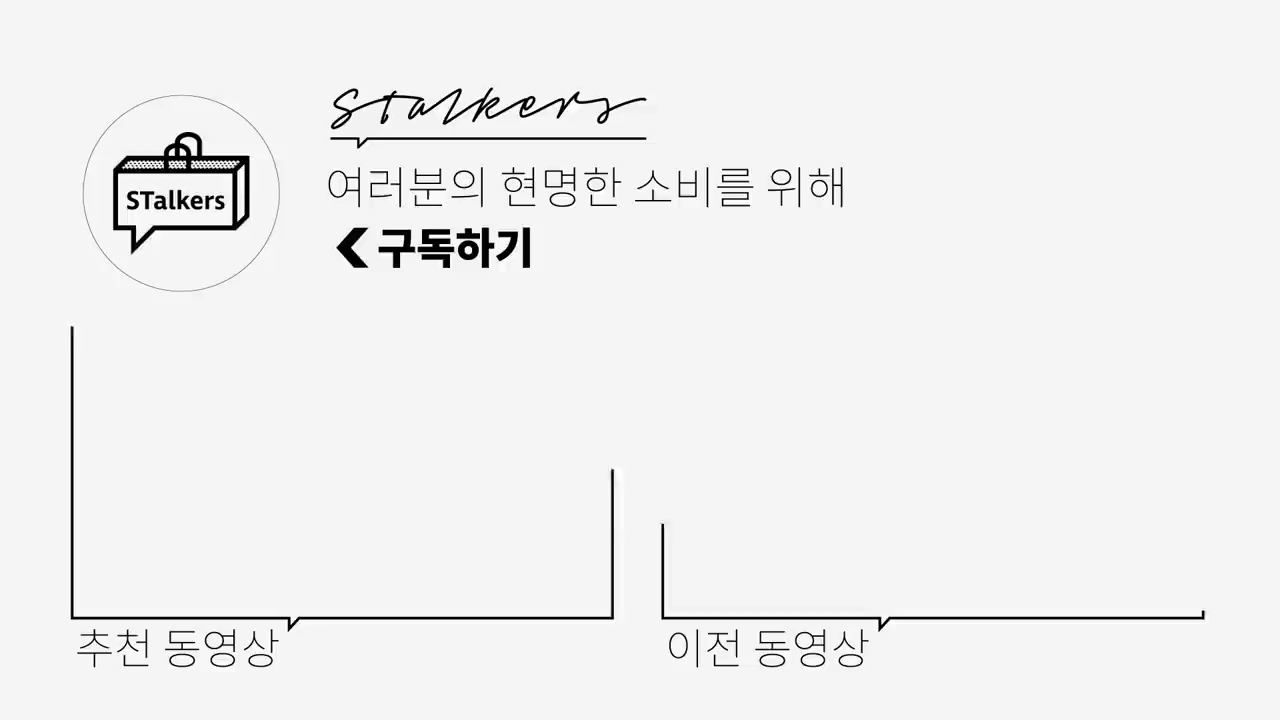 STalkers
Stalkers
여러분의 현명한 소비를 위해
구독하기
추천 동영상
이전 동영상